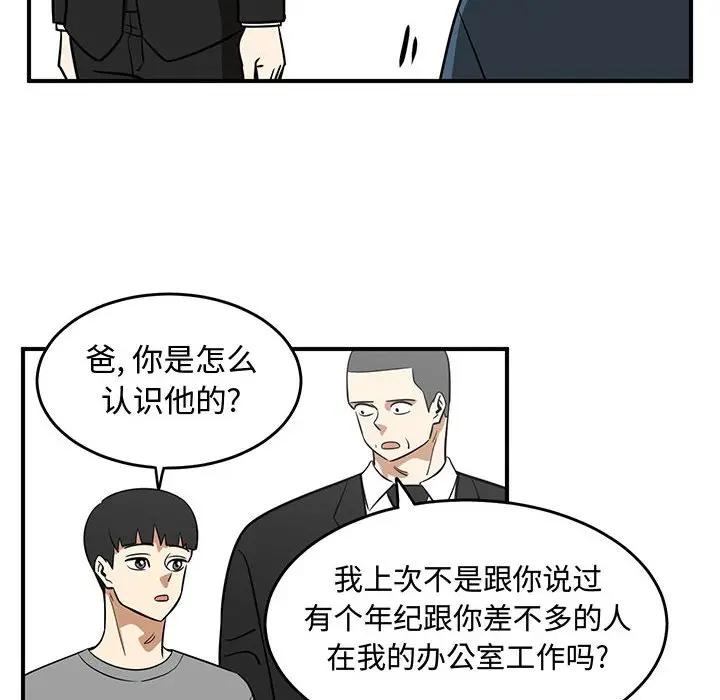 爸,你是怎么
认识他的?
我上次不是跟你说过
有个年纪跟你差不多的人
在我的办公室工作吗?